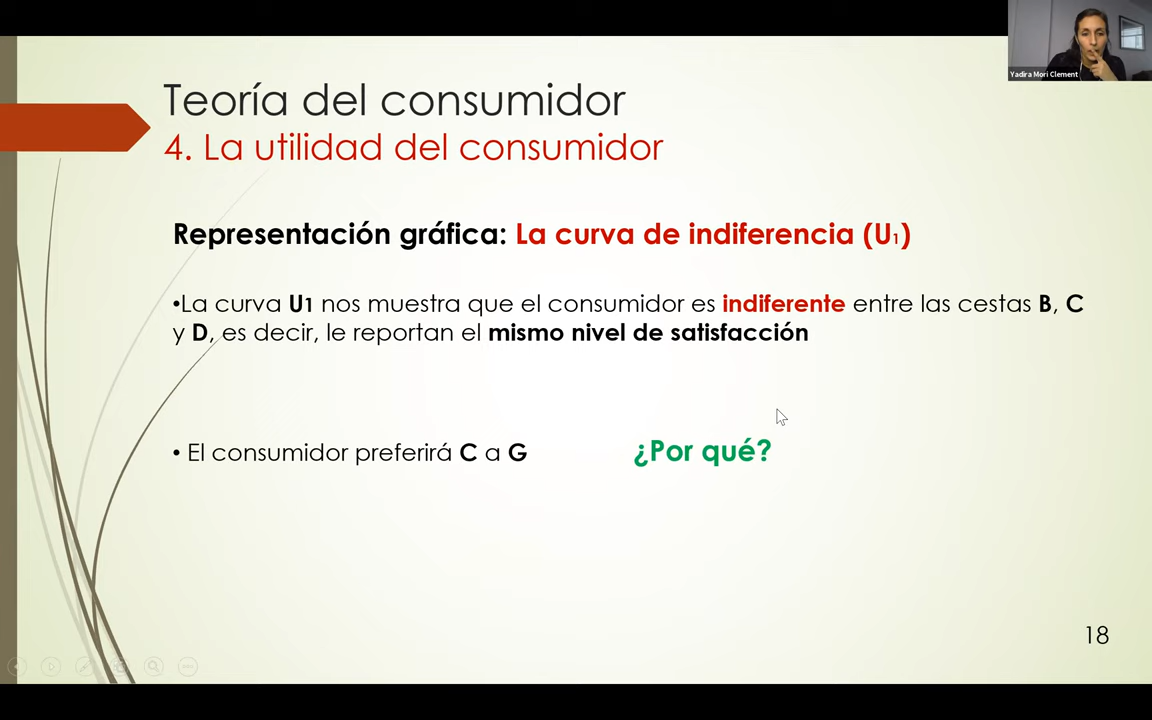 Yadira Mori Clement
Teoría del consumidor
4. La utilidad del consumidor
Representación gráfica: La curva de indiferencia (U₁)
•La curva U1 nos muestra que el consumidor es indiferente entre las cestas B, C
y D, es decir, le reportan el mismo nivel de satisfacción
• El consumidor preferirá C a G ¿Por qué?
18